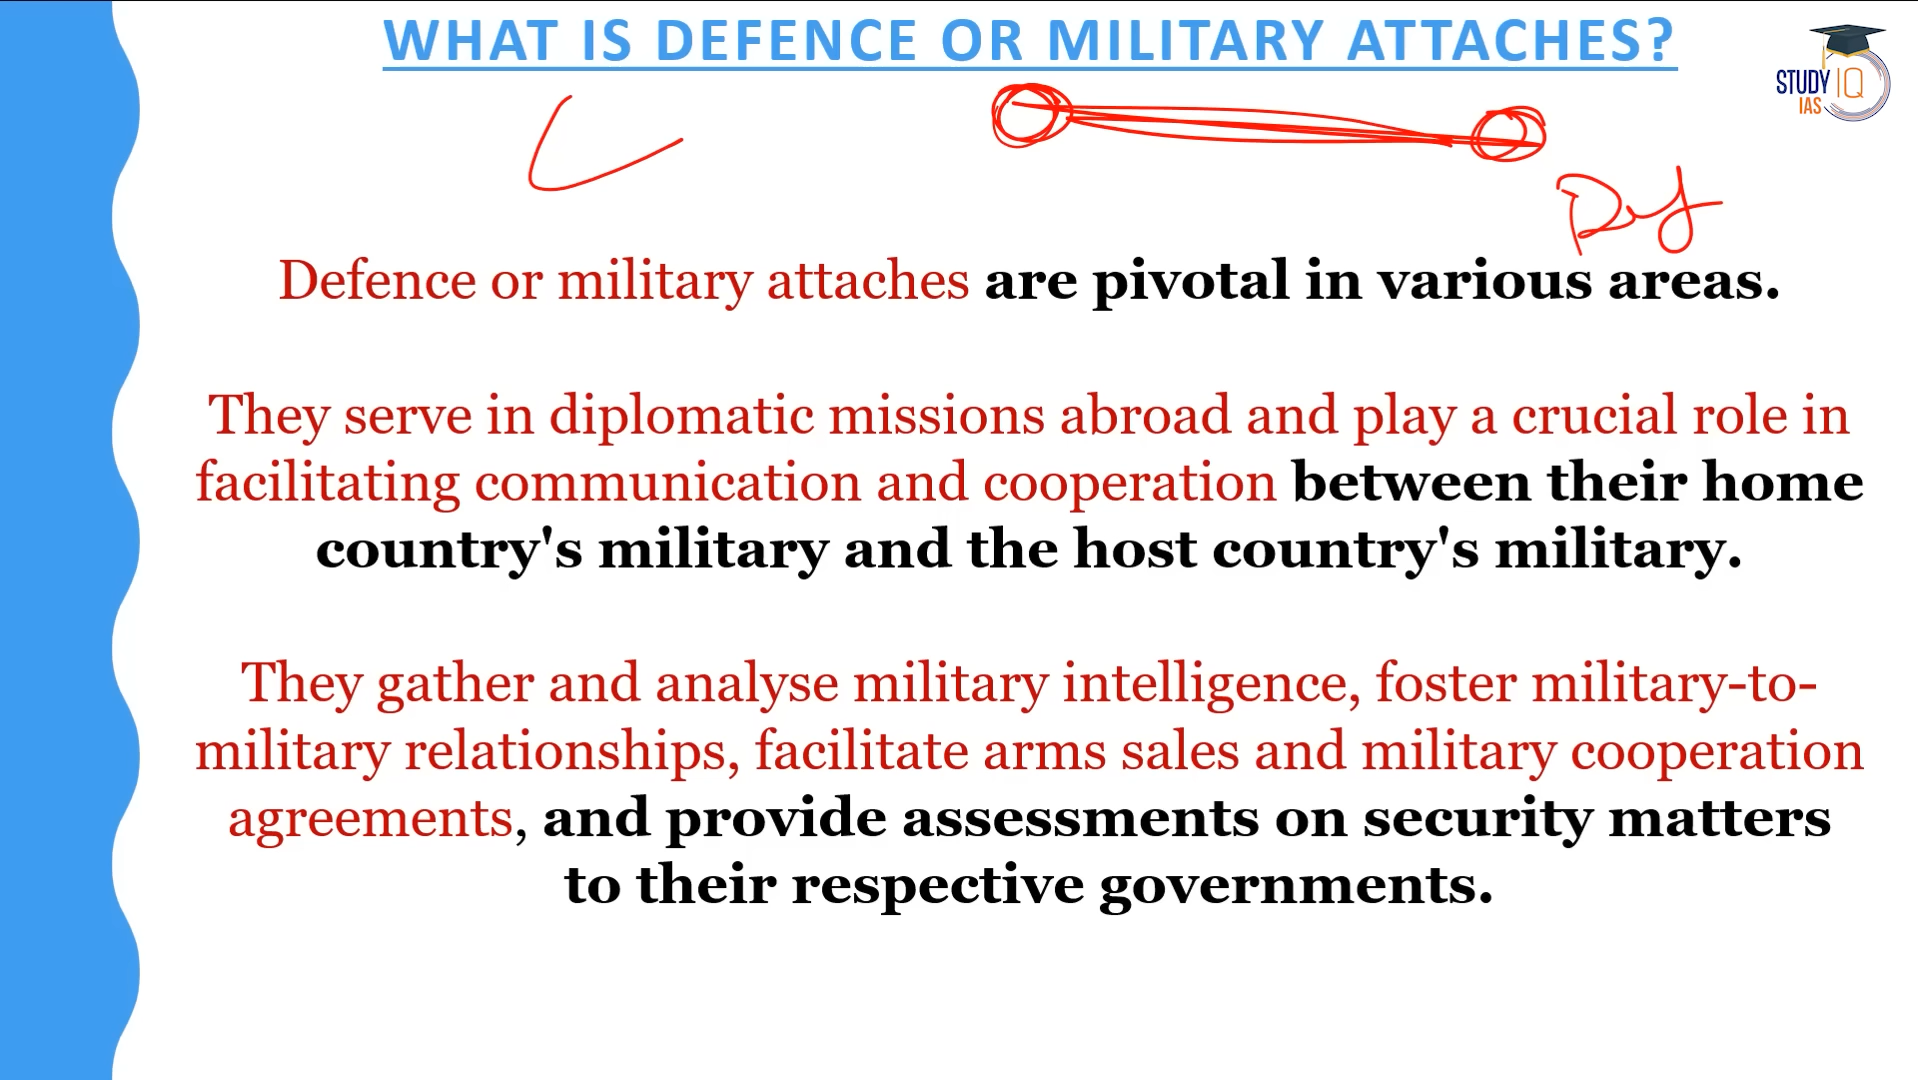 WHAT IS DEFENCE OR MILITARY ATTACHES?
STUDY IQ
IAS
Def
Defence or military attaches are pivotal in various areas.
They serve in diplomatic missions abroad and play a crucial role in
facilitating communication and cooperation between their home
country's military and the host country's military.
They gather and analyse military intelligence, foster military-to-
military relationships, facilitate arms sales and military cooperation
agreements, and provide assessments on security matters
to their respective governments.